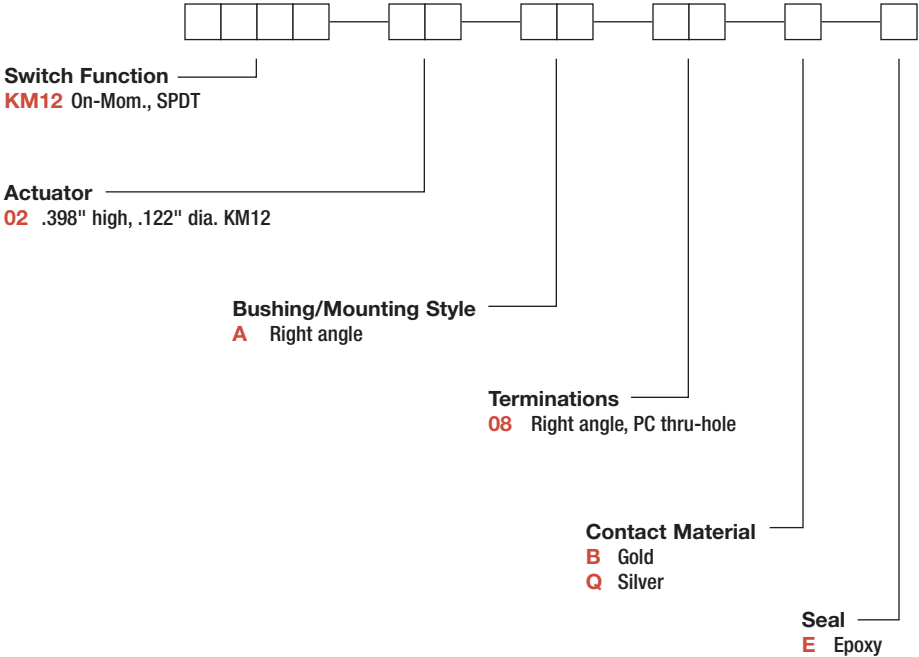 Switch Function
KM12 On-Mom., SPDT
Actuator
02 .398" high, .122" dia. KM12
Bushing/Mounting Style
A Right angle
Terminations
08 Right angle, PC thru-hole
Contact Material
B Gold
Q Silver
Seal
E Epoxy